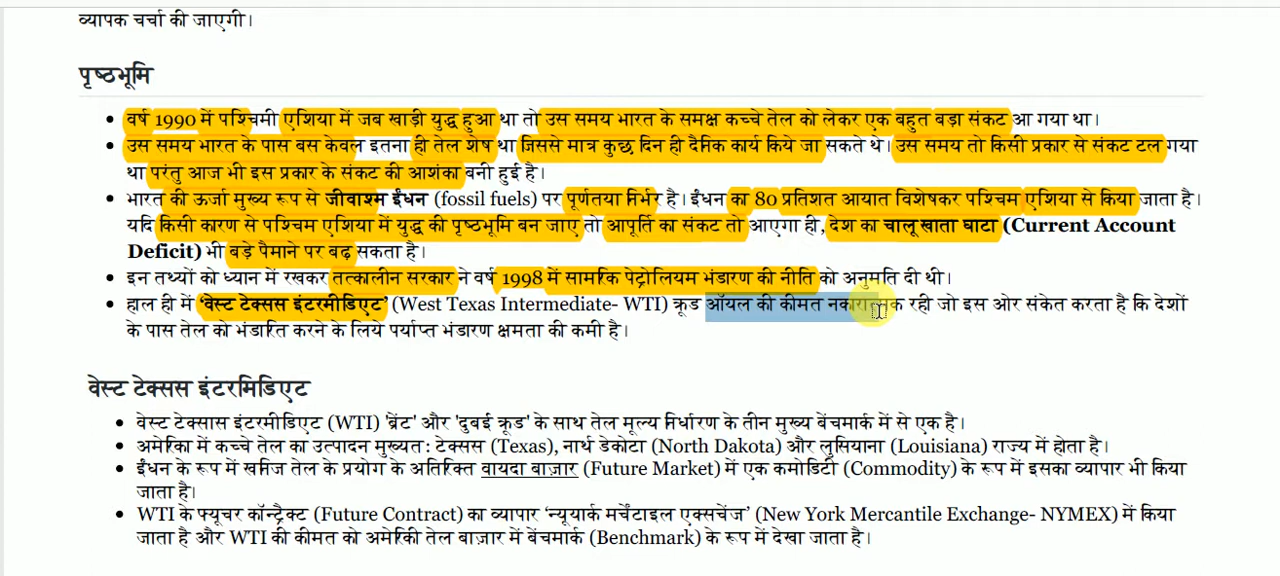 व्यापक चर्चा की जाएगी।
पृष्ठभूमि
वर्ष 1990 में पश्चिमी एशिया में जब खाड़ी युद्ध हुआ था तो उस समय भारत के समक्ष कच्चे तेल को लेकर एक बहुत बड़ा संकट आ गया था।
उस समय भारत के पास बस केवल इतना ही तेल शेष था जिससे मात्र कुछ दिन ही दैनिक कार्य किये जा सकते थे। उस समय तो किसी प्रकार से संकट टल गया
था परंतु आज भी इस प्रकार के संकट की आशंका बनी हुई है।
भारत की ऊर्जा मुख्य रूप से जीवाश्म ईंधन (fossil fuels) पर पूर्णतया निर्भर है। ईंधन का 80 प्रतिशत आयात विशेषकर पश्चिम एशिया से किया जाता है।
यदि किसी कारण से पश्चिम एशिया में युद्ध की पृष्ठभूमि बन जाए तो आपूर्ति का संकट तो आएगा ही, देश का चालू खाता घाटा (Current Account
Deficit) भी बड़े पैमाने पर बढ़ सकता है।
इन तथ्यों को ध्यान में रखकर तत्कालीन सरकार ने वर्ष 1998 में सामरिक पेट्रोलियम भंडारण की नीति को अनुमति दी थी।
हाल ही में ‘वेस्ट टेक्सस इंटरमीडिएट’ (West Texas Intermediate- WTI) क्रूड ऑयल की कीमत नकारात्मक रही जो इस ओर संकेत करता है कि देशों
के पास तेल को भंडारित करने के लिये पर्याप्त भंडारण क्षमता की कमी है।
वेस्ट टेक्सस इंटरमिडिएट
वेस्ट टेक्सास इंटरमीडिएट (WTI) 'ब्रेंट' और 'दुबई क्रूड' के साथ तेल मूल्य निर्धारण के तीन मुख्य बेंचमार्क में से एक है।
अमेरिका में कच्चे तेल का उत्पादन मुख्यत: टेक्सस (Texas), नार्थ डेकोटा (North Dakota) और लुसियाना (Louisiana) राज्य में होता है।
ईंधन के रूप में खनिज तेल के प्रयोग के अतिरिक्त वायदा बाज़ार (Future Market) में एक कमोडिटी (Commodity) के रूप में इसका व्यापार भी किया
जाता है।
WTI के फ्यूचर कॉन्ट्रैक्ट (Future Contract) का व्यापार ‘न्यूयार्क मर्चेंटाइल एक्सचेंज’ (New York Mercantile Exchange- NYMEX) में किया
जाता है और WTI की कीमत को अमेरिकी तेल बाज़ार में बेंचमार्क (Benchmark) के रूप में देखा जाता है।